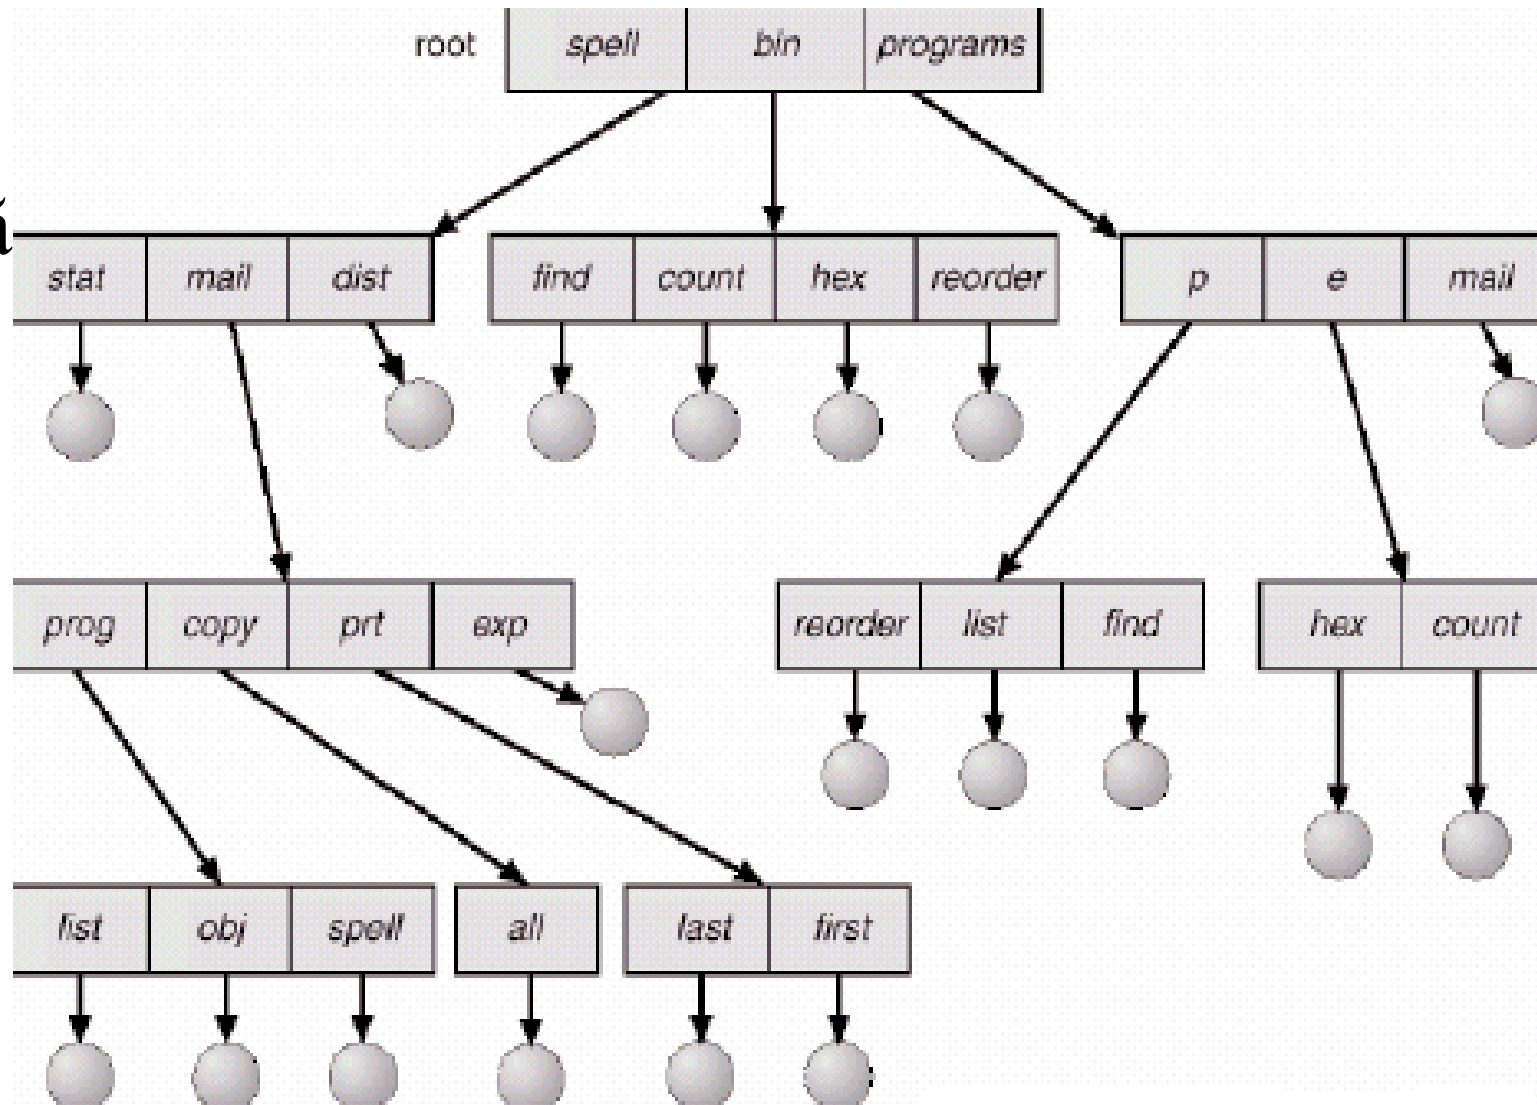 root spell bin programs
stat mail dist find count hex reorder p e mail
prog copy prt exp reorder list find hex count
list obj spell all last first